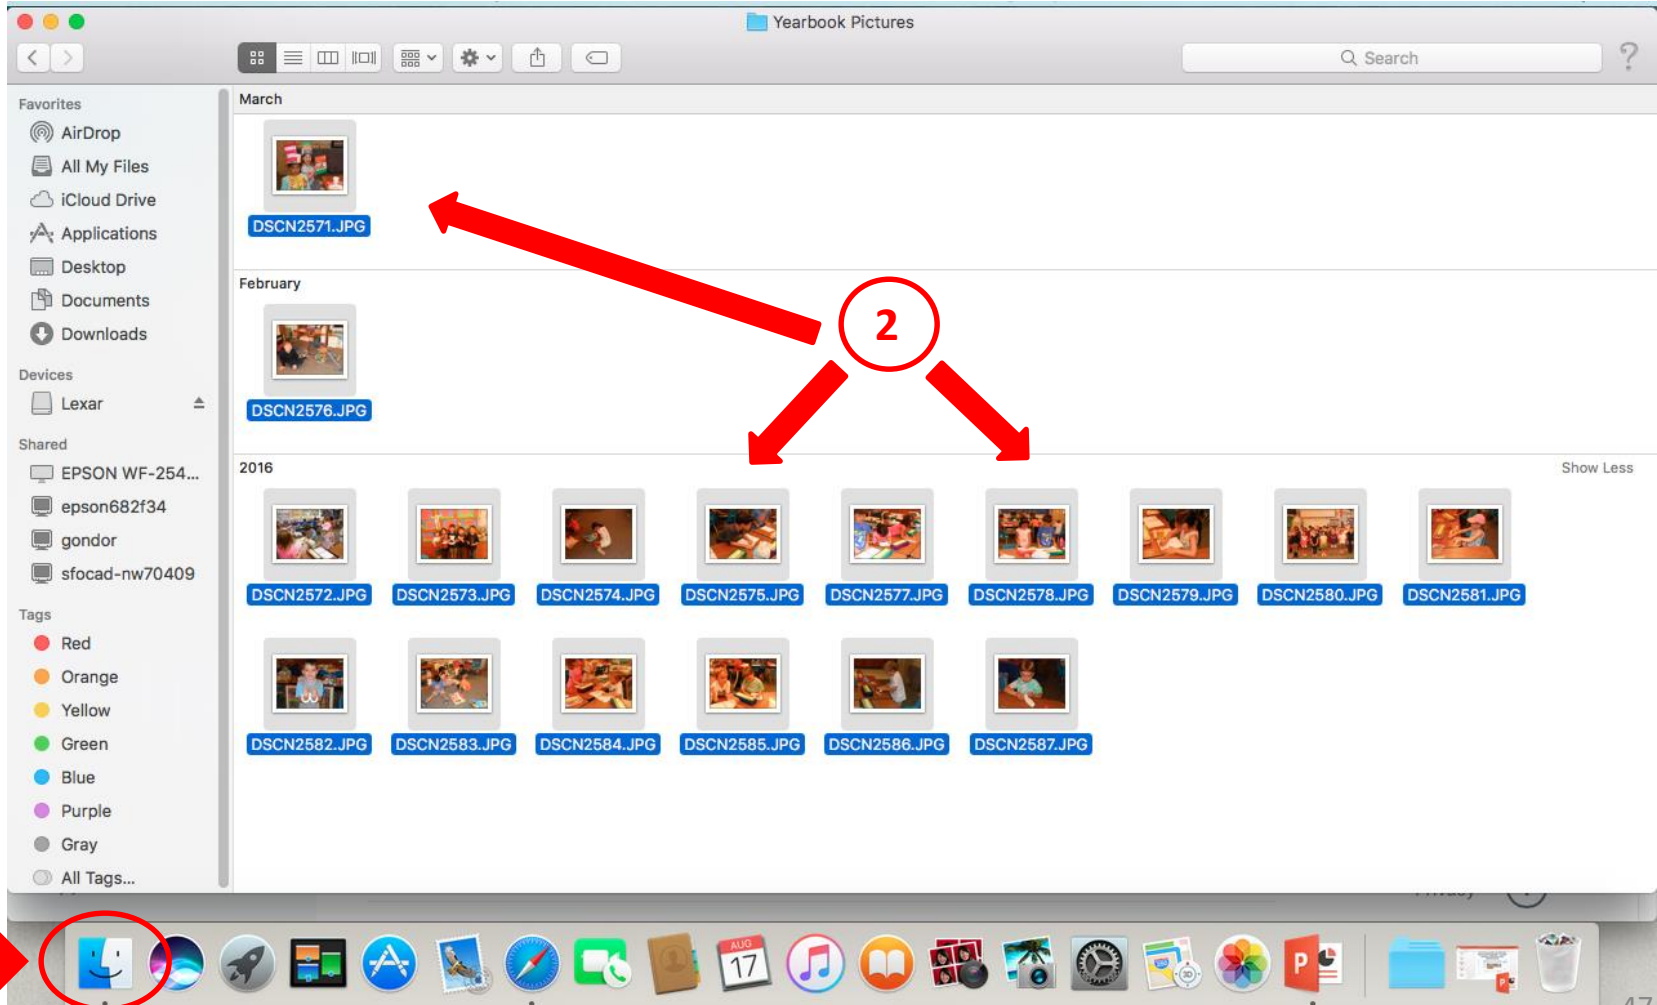 Yearbook Pictures
Search
?
Favorites
AirDrop
All My Files
iCloud Drive
Applications
Desktop
Documents
Downloads
Devices
Lexar
Shared
EPSON WF-254...
epson682f34
gondor
sfocad-nw70409
Tags
Red
Orange
Yellow
Green
Blue
Purple
Gray
All Tags...
March
DSCN2571.JPG
2
February
DSCN2576.JPG
2016
Show Less
DSCN2572.JPG DSCN2573.JPG DSCN2574.JPG DSCN2575.JPG DSCN2577.JPG DSCN2578.JPG DSCN2579.JPG DSCN2580.JPG DSCN2581.JPG
DSCN2582.JPG DSCN2583.JPG DSCN2584.JPG DSCN2585.JPG DSCN2586.JPG DSCN2587.JPG
AUG
17
3D
P
P